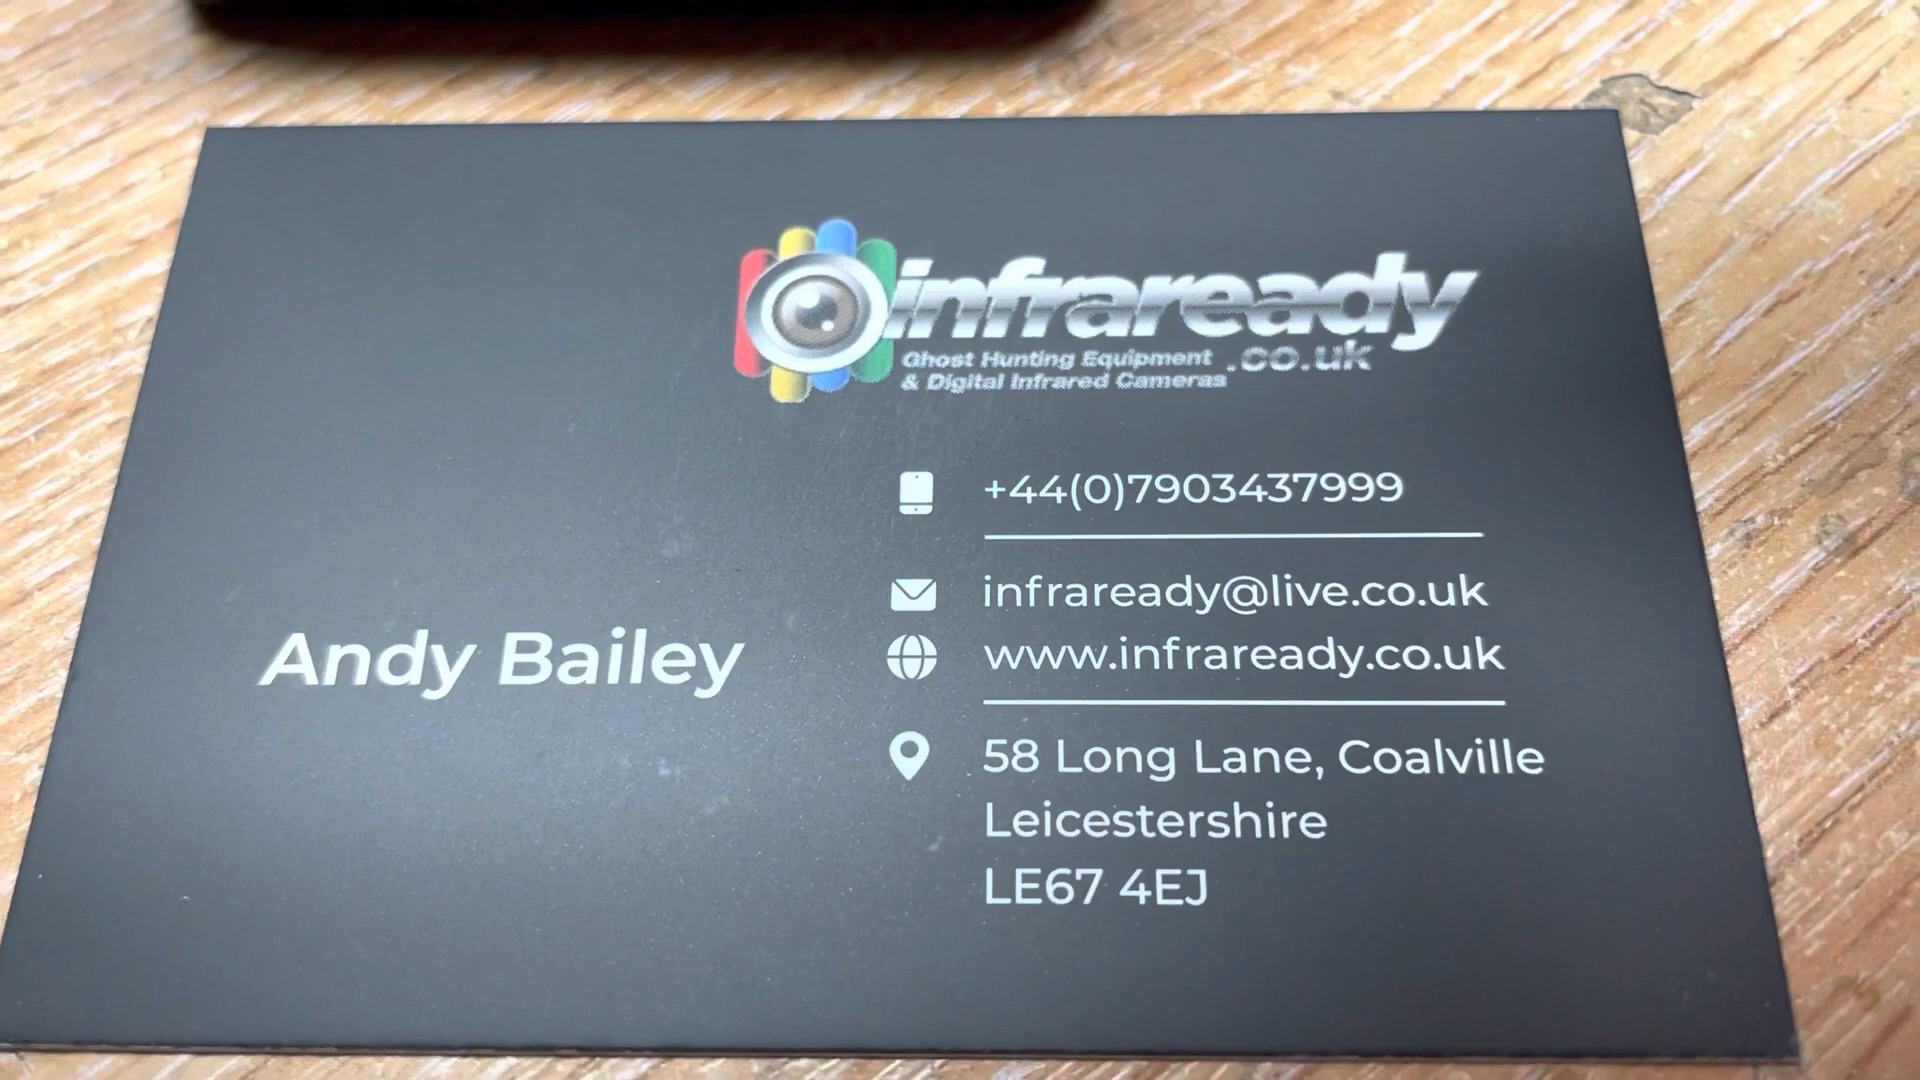 infraready
Ghost Hunting Equipment .co.uk
& Digital Infrared Cameras
+44(0)7903437999
infraready@live.co.uk
www.infraready.co.uk
Andy Bailey
58 Long Lane, Coalville
Leicestershire
LE67 4EJ